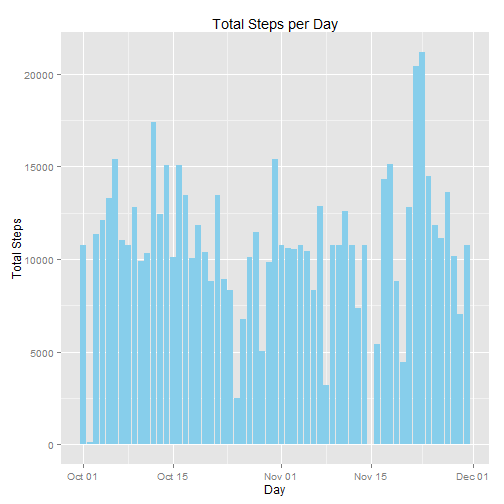 Total Steps per Day
Total Steps
20000
15000
10000
5000
0
Oct 01
Oct 15
Nov 01
Nov 15
Dec 01
Day